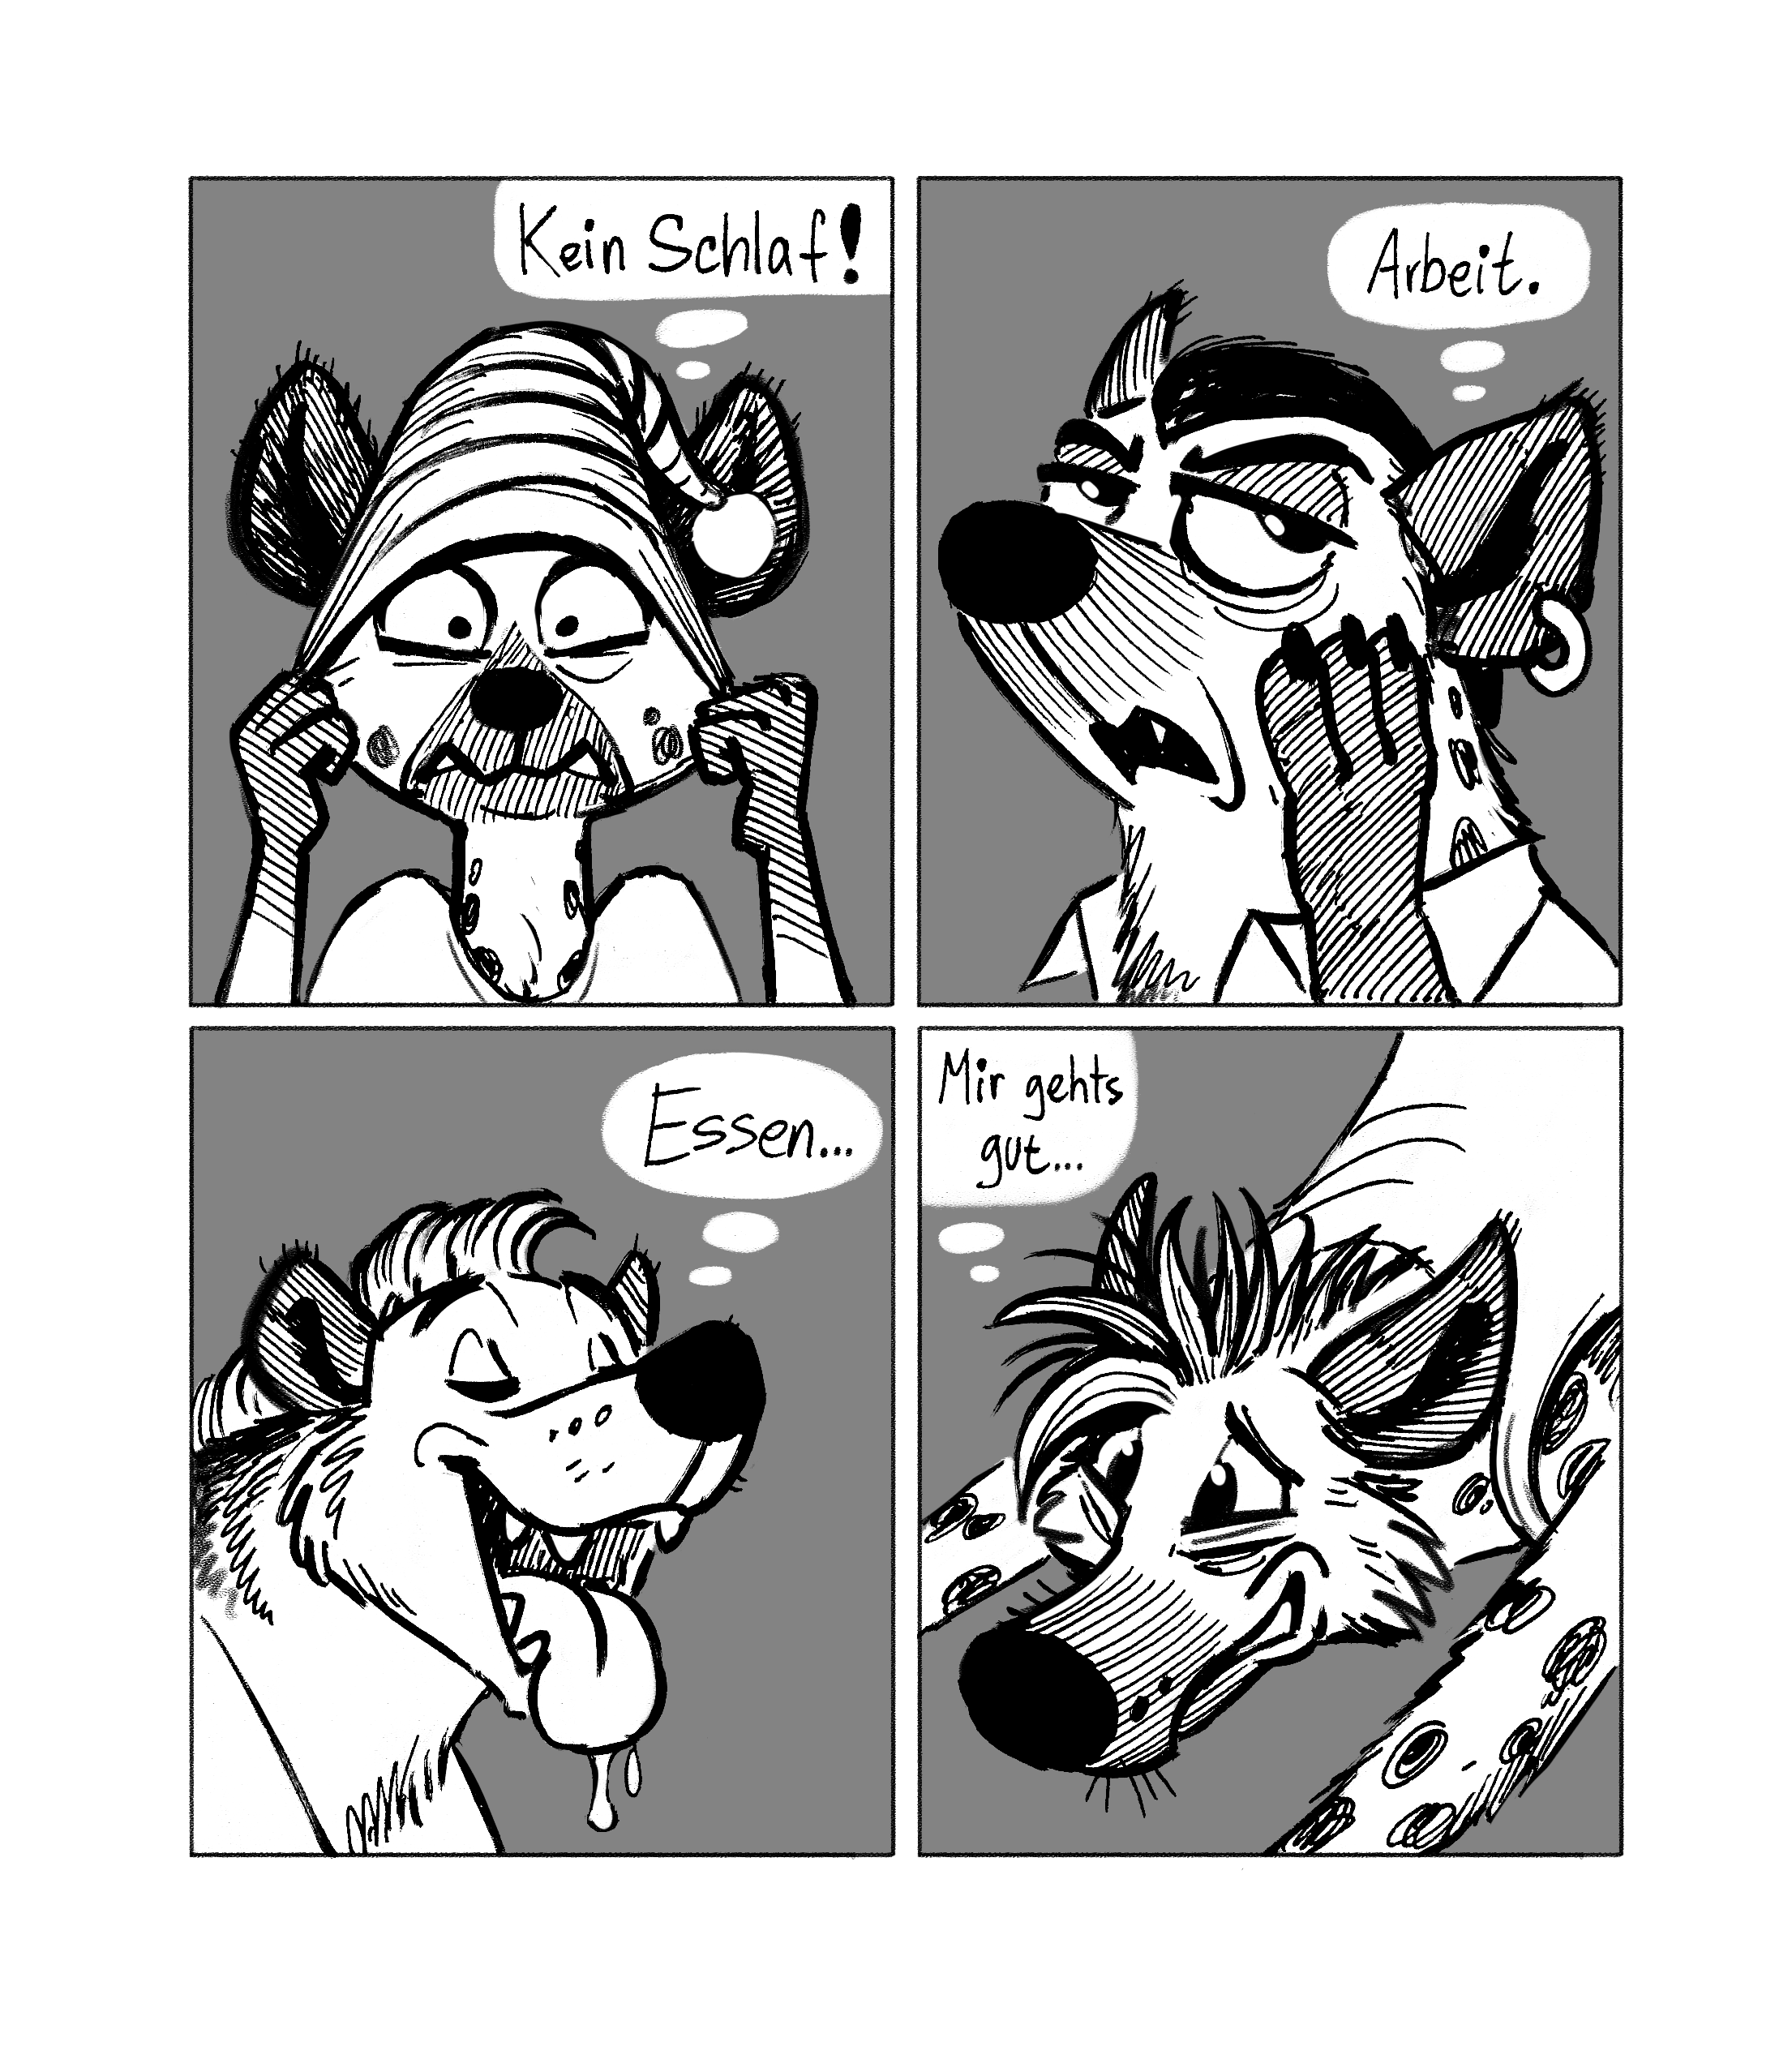 Kein Schlaf!
Arbeit.
Essen...
Mir gehts
gut...